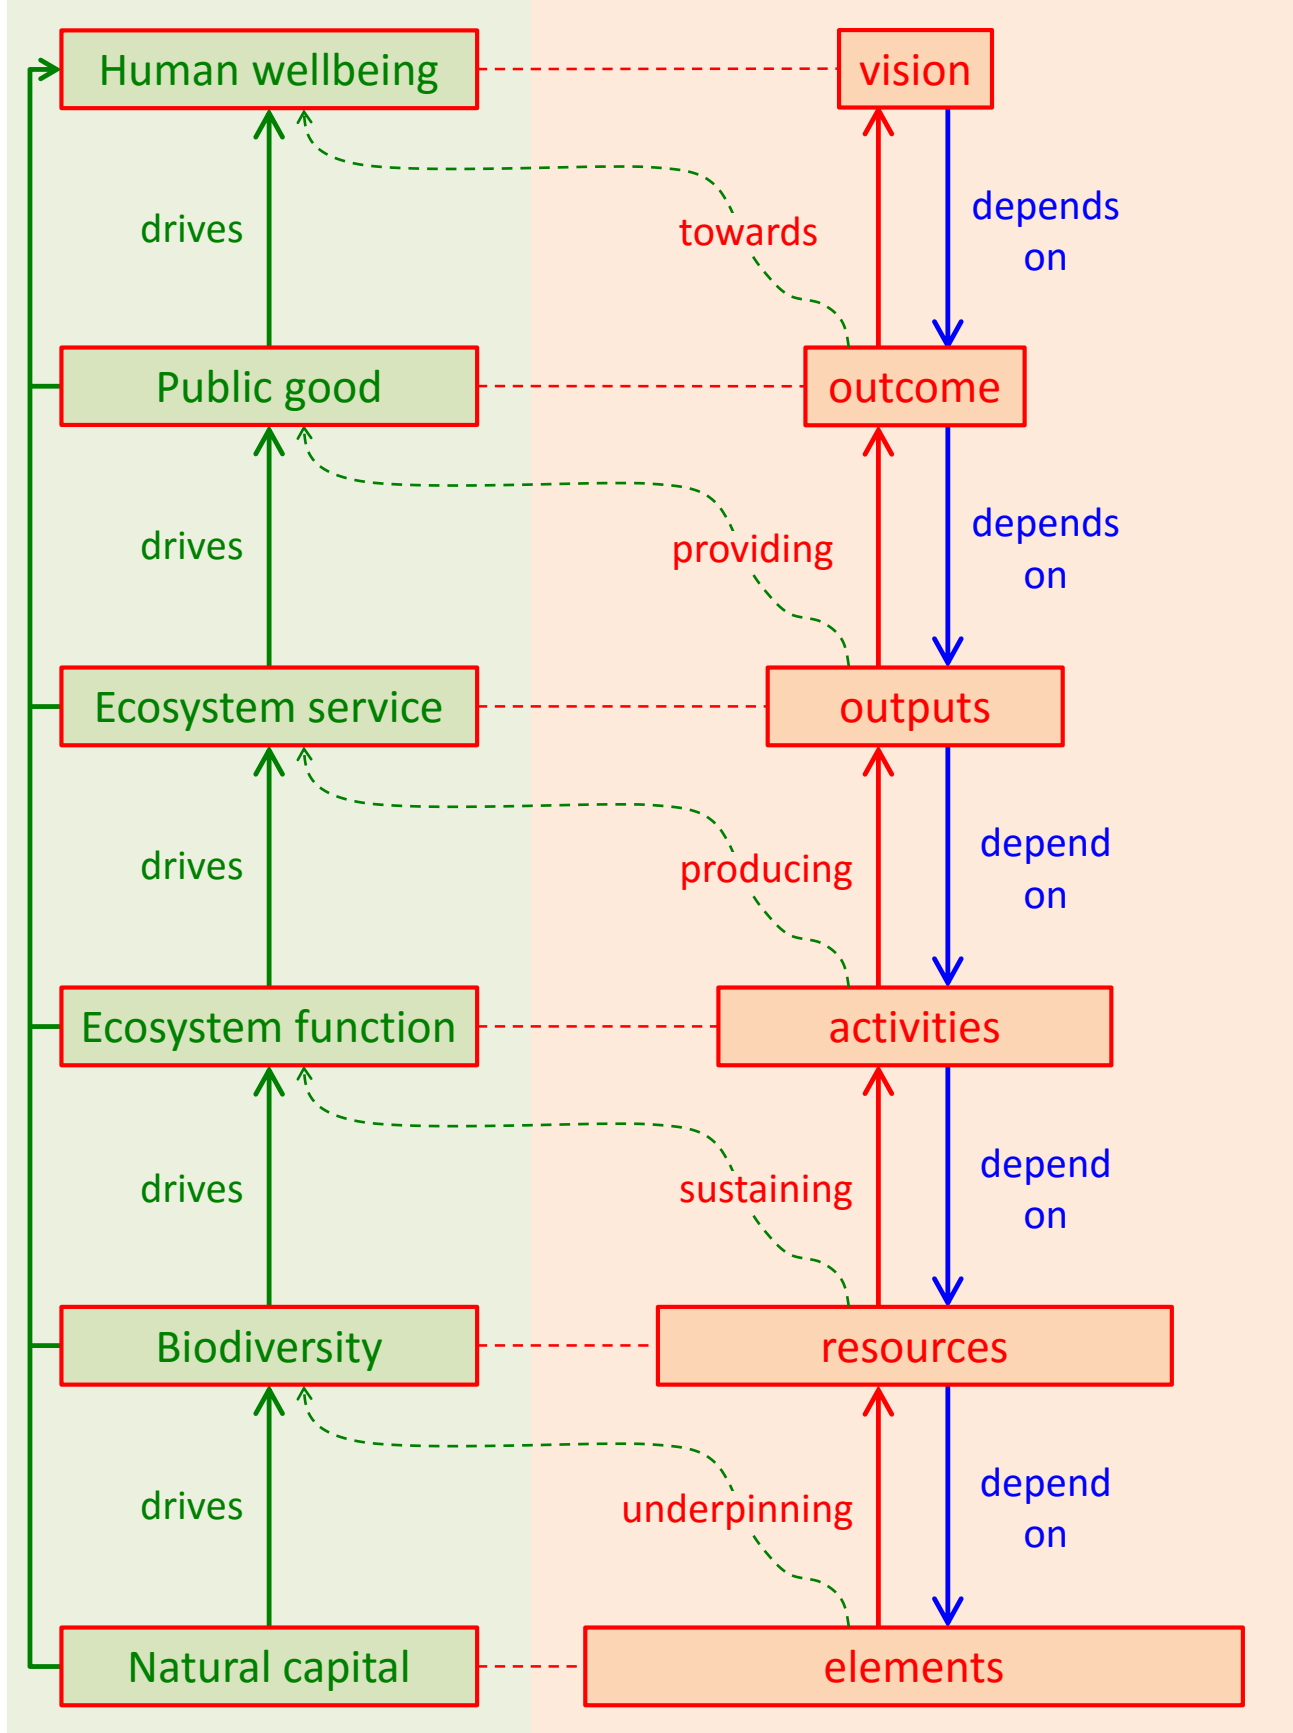 Human wellbeing
vision
drives
towards
depends
on
Public good
outcome
drives
providing
depends
on
Ecosystem service
outputs
drives
producing
depend
on
Ecosystem function
activities
drives
sustaining
depend
on
Biodiversity
resources
drives
underpinning
depend
on
Natural capital
elements